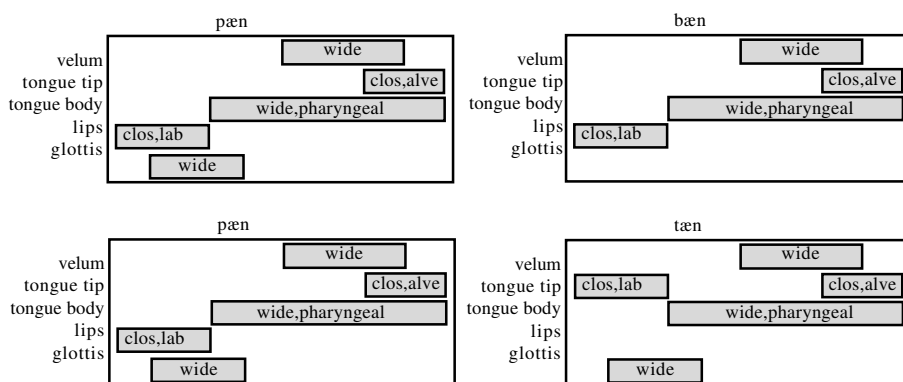 pæn
wide
velum
tongue tip
clos,alve
tongue body
wide,pharyngeal
lips
clos,lab
glottis
wide
bæn
wide
velum
tongue tip
clos,alve
tongue body
wide,pharyngeal
lips
clos,lab
glottis
pæn
wide
velum
tongue tip
clos,alve
tongue body
wide,pharyngeal
lips
clos,lab
glottis
wide
tæn
wide
velum
tongue tip
clos,lab
clos,alve
tongue body
wide,pharyngeal
lips
glottis
wide